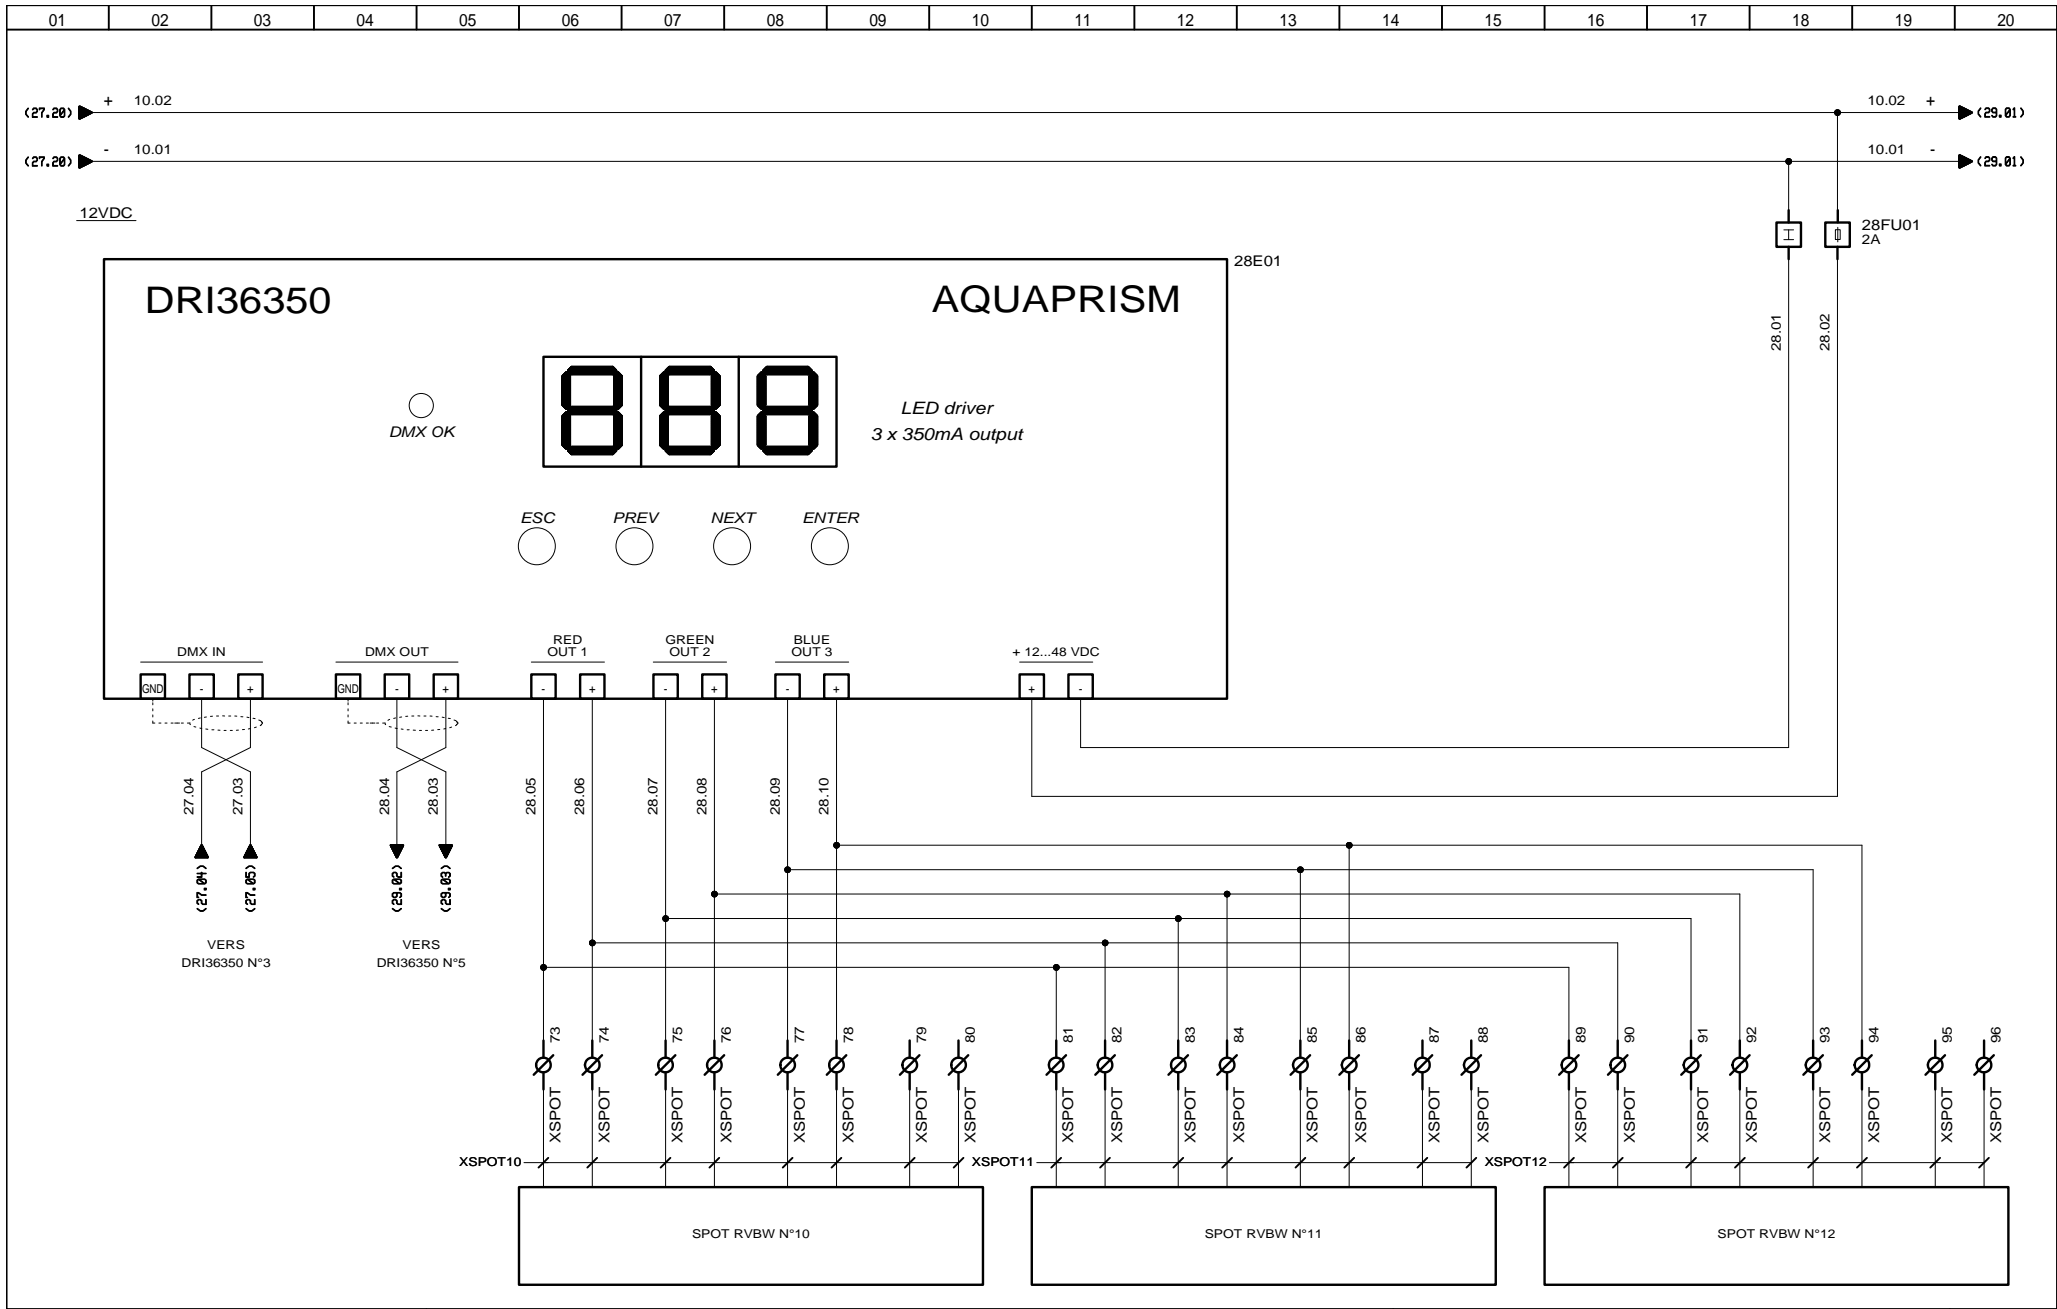 01 02 03 04 05 06 07 08 09 10 11 12 13 14 15 16 17 18 19 20
(27.20) + 10.02 10.02 + (29.01)
(27.20) - 10.01 10.01 - (29.01)
12VDC
28FU01
2A
28E01
DRI36350 AQUAPRISM
28.01 28.02
888
DMX OK
LED driver
3 x 350mA output
ESC PREV NEXT ENTER
DMX IN DMX OUT
RED
OUT 1
GREEN
OUT 2
BLUE
OUT 3
+ 12...48 VDC
GND - + GND - + - + - + - + + -
27.04 27.03 28.04 28.03 28.05 28.06 28.07 28.08 28.09 28.10
(27.04) (27.05) (29.02) (29.03)
VERS
DRI36350 N°3
VERS
DRI36350 N°5
73 74 75 76 77 78 79 80 81 82 83 84 85 86 87 88 89 90 91 92 93 94 95 96
XSPOT XSPOT XSPOT XSPOT XSPOT XSPOT XSPOT XSPOT XSPOT XSPOT XSPOT XSPOT XSPOT XSPOT XSPOT XSPOT XSPOT XSPOT XSPOT XSPOT XSPOT XSPOT XSPOT XSPOT
XSPOT10 XSPOT11 XSPOT12
SPOT RVBW N°10 SPOT RVBW N°11 SPOT RVBW N°12